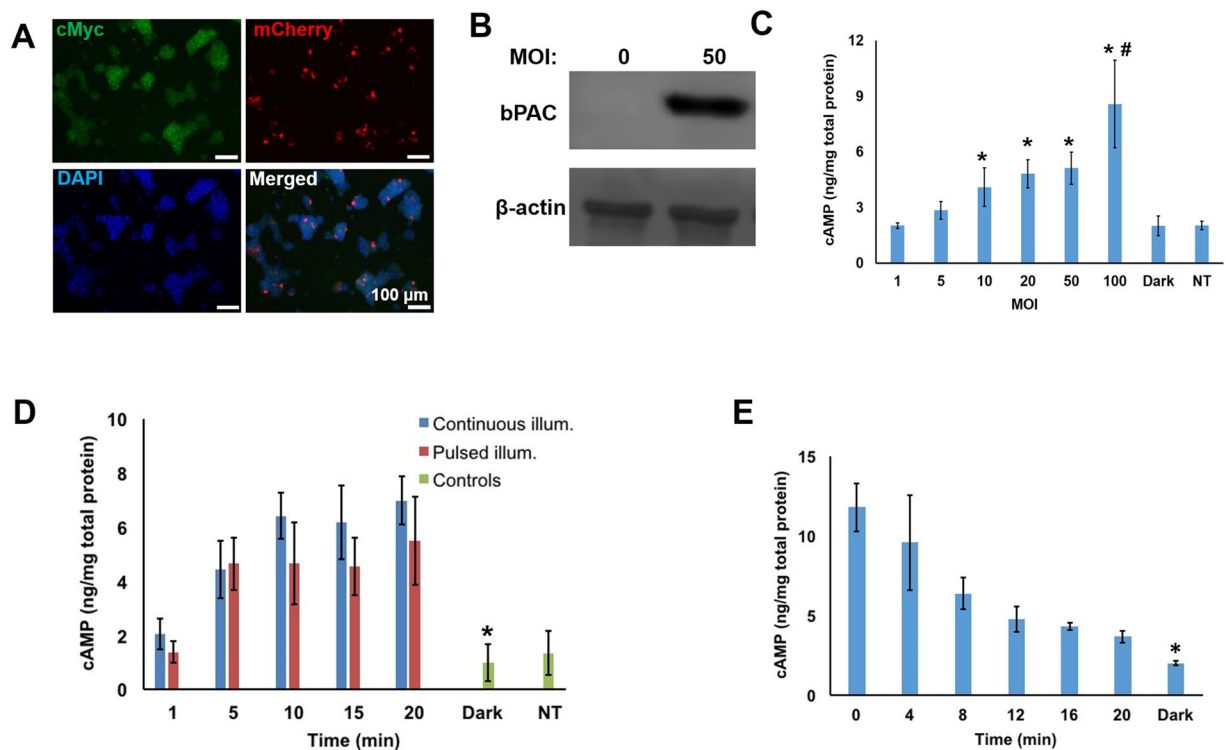 A
cMyc
mCherry
DAPI
Merged
100 µm
B
MOI:
0
50
bPAC
β-actin
C
cAMP (ng/mg total protein)
12
9
6
3
0
*
*
*
* #
1
5
10
20
50
100
Dark
NT
MOI
D
cAMP (ng/mg total protein)
10
8
6
4
2
0
Continuous illum.
Pulsed illum.
Controls
*
1
5
10
15
20
Dark
NT
Time (min)
E
cAMP (ng/mg total protein)
15
10
5
0
*
0
4
8
12
16
20
Dark
Time (min)